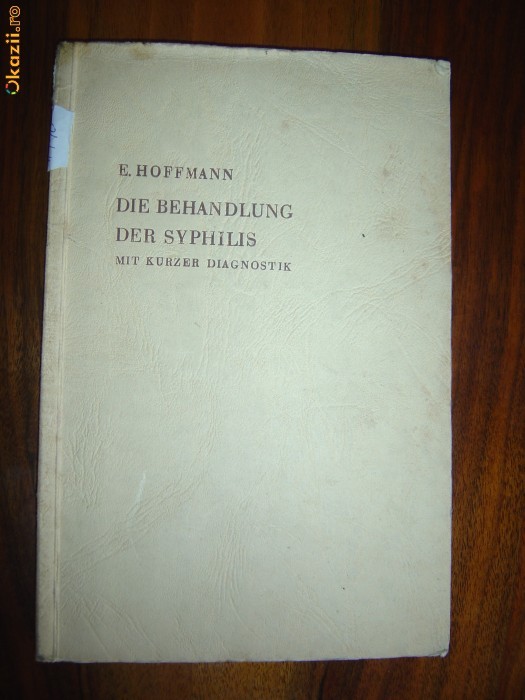 Okazii.ro
E. HOFFMANN
DIE BEHANDLUNG
DER SYPHILIS
MIT KURZER DIAGNOSTIK